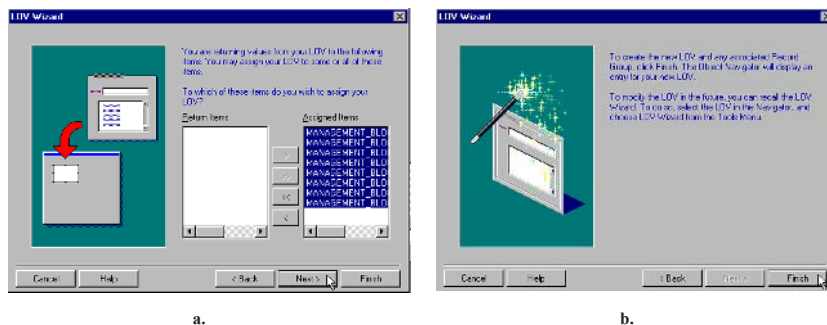 LOV Wizard
You are returning values from your LOV to the following
items. You may assign your LOV to some or all of these
items.
To which of these items do you wish to assign your
LOV?
Return Items
Assigned Items
MANAGEMENT_BLO
MANAGEMENT_BLO
MANAGEMENT_BLO
MANAGEMENT_BLO
MANAGEMENT_BLO
MANAGEMENT_BLO
MANAGEMENT_BLO
MANAGEMENT_BLO
>
>>
<<
<
Cancel
Help
< Back
Next >
Finish
a.
LOV Wizard
To create the new LOV and any associated Record
Group, click Finish. The Object Navigator will display an
entry for your new LOV.
To modify the LOV in the future, you can recall the LOV
Wizard. To do so, select the LOV in the Navigator, and
choose LOV Wizard from the Tools Menu.
Cancel
Help
< Back
Next >
Finish
b.